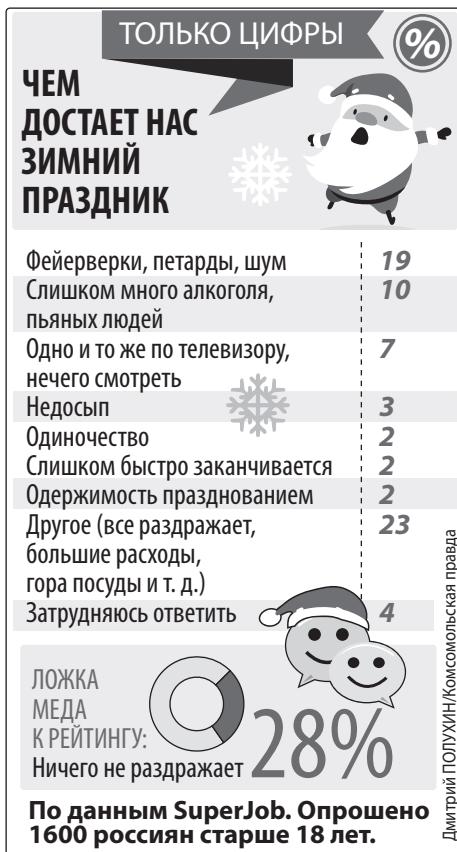 ТОЛЬКО ЦИФРЫ %
ЧЕМ
ДОСТАЕТ НАС
ЗИМНИЙ
ПРАЗДНИК
Фейерверки, петарды, шум 19
Слишком много алкоголя, 10
пьяных людей
Одно и то же по телевизору, 7
нечего смотреть
Недосып 3
Одиночество 2
Слишком быстро заканчивается 2
Одержимость празднованием 2
Другое (все раздражает, 23
большие расходы,
гора посуды и т. д.)
Затрудняюсь ответить 4
ЛОЖКА
МЕДА
К РЕЙТИНГУ:
Ничего не раздражает 28%
По данным SuperJob. Опрошено
1600 россиян старше 18 лет.
Дмитрий ПОЛУХИН/Комсомольская правда